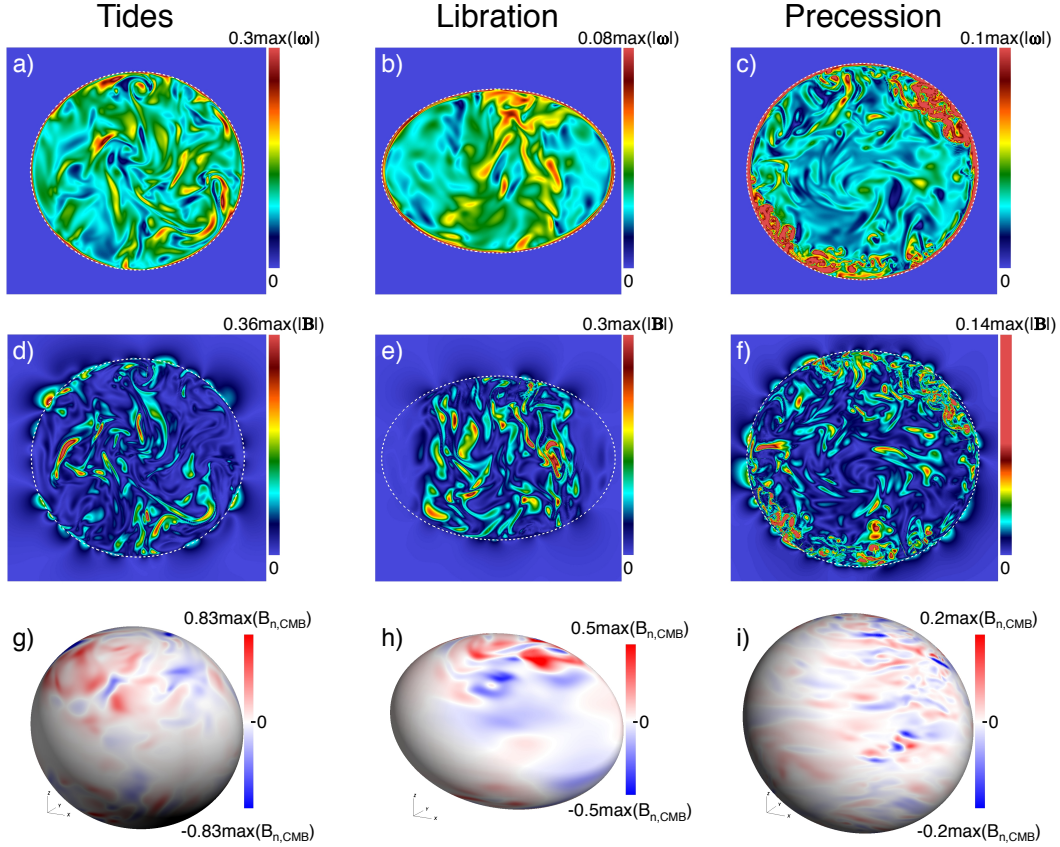 Tides Libration Precession
0.3max(|ω|) 0.08max(|ω|) 0.1max(|ω|)
a) b) c)
0 0 0
0.36max(|B|) 0.3max(|B|) 0.14max(|B|)
d) e) f)
0 0 0
0.83max(Bn,CMB) 0.5max(Bn,CMB) 0.2max(Bn,CMB)
g) h) i)
-0 -0 -0
Z Y X Z Y X Z Y X
-0.83max(Bn,CMB) -0.5max(Bn,CMB) -0.2max(Bn,CMB)